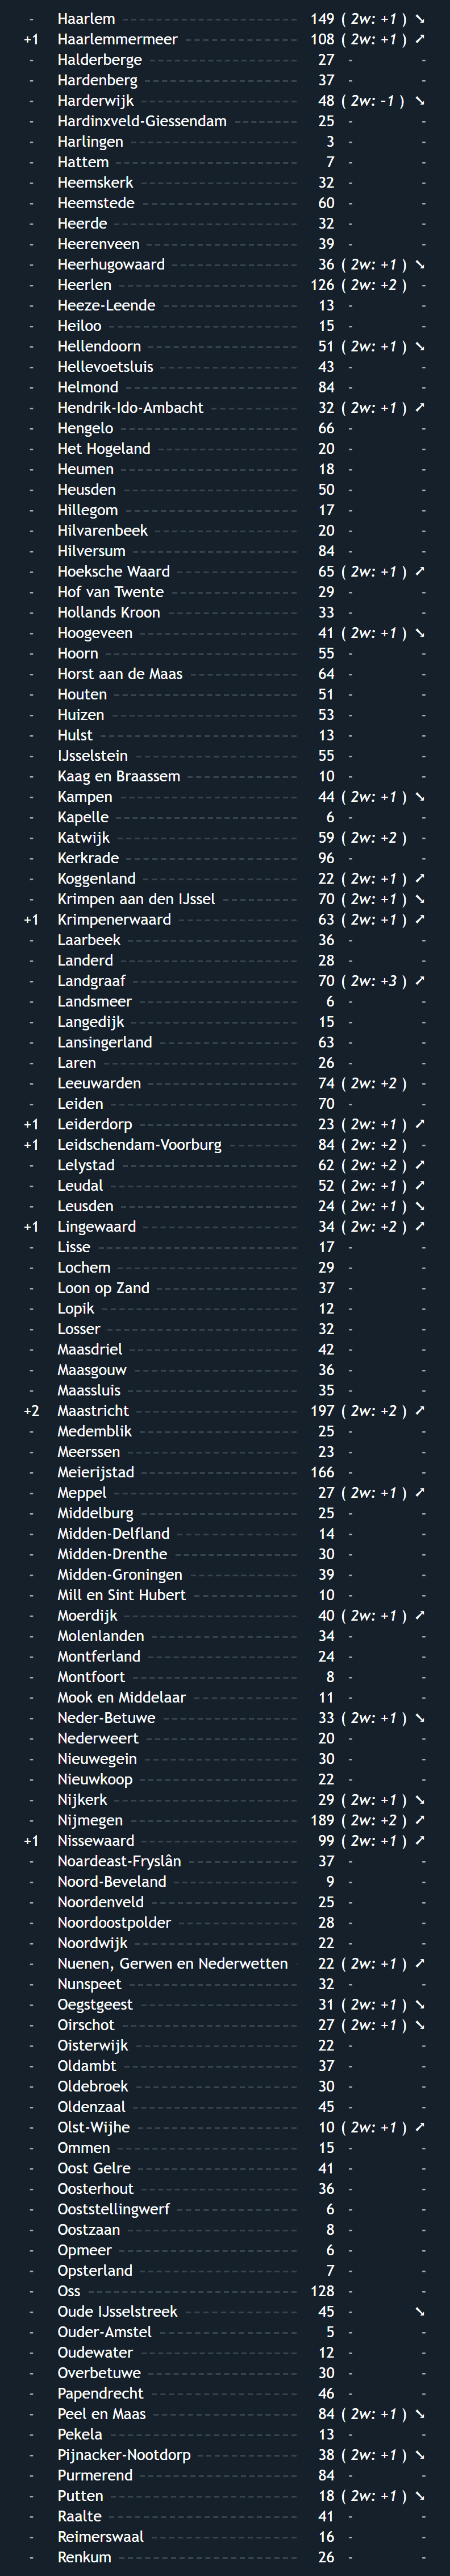 - Haarlem 149 ( 2w: +1 ) ➘
+1 Haarlemmermeer 108 ( 2w: +1 ) ➚
- Halderberge 27 - -
- Hardenberg 37 - -
- Harderwijk 48 ( 2w: -1 ) ➘
- Hardinxveld-Giessendam 25 - -
- Harlingen 3 - -
- Hattem 7 - -
- Heemskerk 32 - -
- Heemstede 60 - -
- Heerde 32 - -
- Heerenveen 39 - -
- Heerhugowaard 36 ( 2w: +1 ) ➘
- Heerlen 126 ( 2w: +2 ) -
- Heeze-Leende 13 - -
- Heiloo 15 - -
- Hellendoorn 51 ( 2w: +1 ) ➘
- Hellevoetsluis 43 - -
- Helmond 84 - -
- Hendrik-Ido-Ambacht 32 ( 2w: +1 ) ➚
- Hengelo 66 - -
- Het Hogeland 20 - -
- Heumen 18 - -
- Heusden 50 - -
- Hillegom 17 - -
- Hilvarenbeek 20 - -
- Hilversum 84 - -
- Hoeksche Waard 65 ( 2w: +1 ) ➚
- Hof van Twente 29 - -
- Hollands Kroon 33 - -
- Hoogeveen 41 ( 2w: +1 ) ➘
- Hoorn 55 - -
- Horst aan de Maas 64 - -
- Houten 51 - -
- Huizen 53 - -
- Hulst 13 - -
- IJsselstein 55 - -
- Kaag en Braassem 10 - -
- Kampen 44 ( 2w: +1 ) ➘
- Kapelle 6 - -
- Katwijk 59 ( 2w: +2 ) -
- Kerkrade 96 - -
- Koggenland 22 ( 2w: +1 ) ➚
- Krimpen aan den IJssel 70 ( 2w: +1 ) ➘
+1 Krimpenerwaard 63 ( 2w: +1 ) ➚
- Laarbeek 36 - -
- Landerd 28 - -
- Landgraaf 70 ( 2w: +3 ) ➚
- Landsmeer 6 - -
- Langedijk 15 - -
- Lansingerland 63 - -
- Laren 26 - -
- Leeuwarden 74 ( 2w: +2 ) -
- Leiden 70 - -
+1 Leiderdorp 23 ( 2w: +1 ) ➚
+1 Leidschendam-Voorburg 84 ( 2w: +2 ) -
- Lelystad 62 ( 2w: +2 ) ➚
- Leudal 52 ( 2w: +1 ) ➚
- Leusden 24 ( 2w: +1 ) ➘
+1 Lingewaard 34 ( 2w: +2 ) ➚
- Lisse 17 - -
- Lochem 29 - -
- Loon op Zand 37 - -
- Lopik 12 - -
- Losser 32 - -
- Maasdriel 42 - -
- Maasgouw 36 - -
- Maassluis 35 - -
+2 Maastricht 197 ( 2w: +2 ) ➚
- Medemblik 25 - -
- Meerssen 23 - -
- Meierijstad 166 - -
- Meppel 27 ( 2w: +1 ) ➚
- Middelburg 25 - -
- Midden-Delfland 14 - -
- Midden-Drenthe 30 - -
- Midden-Groningen 39 - -
- Mill en Sint Hubert 10 - -
- Moerdijk 40 ( 2w: +1 ) ➚
- Molenlanden 34 - -
- Montferland 24 - -
- Montfoort 8 - -
- Mook en Middelaar 11 - -
- Neder-Betuwe 33 ( 2w: +1 ) ➘
- Nederweert 20 - -
- Nieuwegein 30 - -
- Nieuwkoop 22 - -
- Nijkerk 29 ( 2w: +1 ) ➘
- Nijmegen 189 ( 2w: +2 ) ➚
+1 Nissewaard 99 ( 2w: +1 ) ➚
- Noardeast-Fryslân 37 - -
- Noord-Beveland 9 - -
- Noordenveld 25 - -
- Noordoostpolder 28 - -
- Noordwijk 22 - -
- Nuenen, Gerwen en Nederwetten 22 ( 2w: +1 ) ➚
- Nunspeet 32 - -
- Oegstgeest 31 ( 2w: +1 ) ➘
- Oirschot 27 ( 2w: +1 ) ➘
- Oisterwijk 22 - -
- Oldambt 37 - -
- Oldebroek 30 - -
- Oldenzaal 45 - -
- Olst-Wijhe 10 ( 2w: +1 ) ➚
- Ommen 15 - -
- Oost Gelre 41 - -
- Oosterhout 36 - -
- Ooststellingwerf 6 - -
- Oostzaan 8 - -
- Opmeer 6 - -
- Opsterland 7 - -
- Oss 128 - -
- Oude IJsselstreek 45 - ➘
- Ouder-Amstel 5 - -
- Oudewater 12 - -
- Overbetuwe 30 - -
- Papendrecht 46 - -
- Peel en Maas 84 ( 2w: +1 ) ➘
- Pekela 13 - -
- Pijnacker-Nootdorp 38 ( 2w: +1 ) ➘
- Purmerend 84 - -
- Putten 18 ( 2w: +1 ) ➘
- Raalte 41 - -
- Reimerswaal 16 - -
- Renkum 26 - -